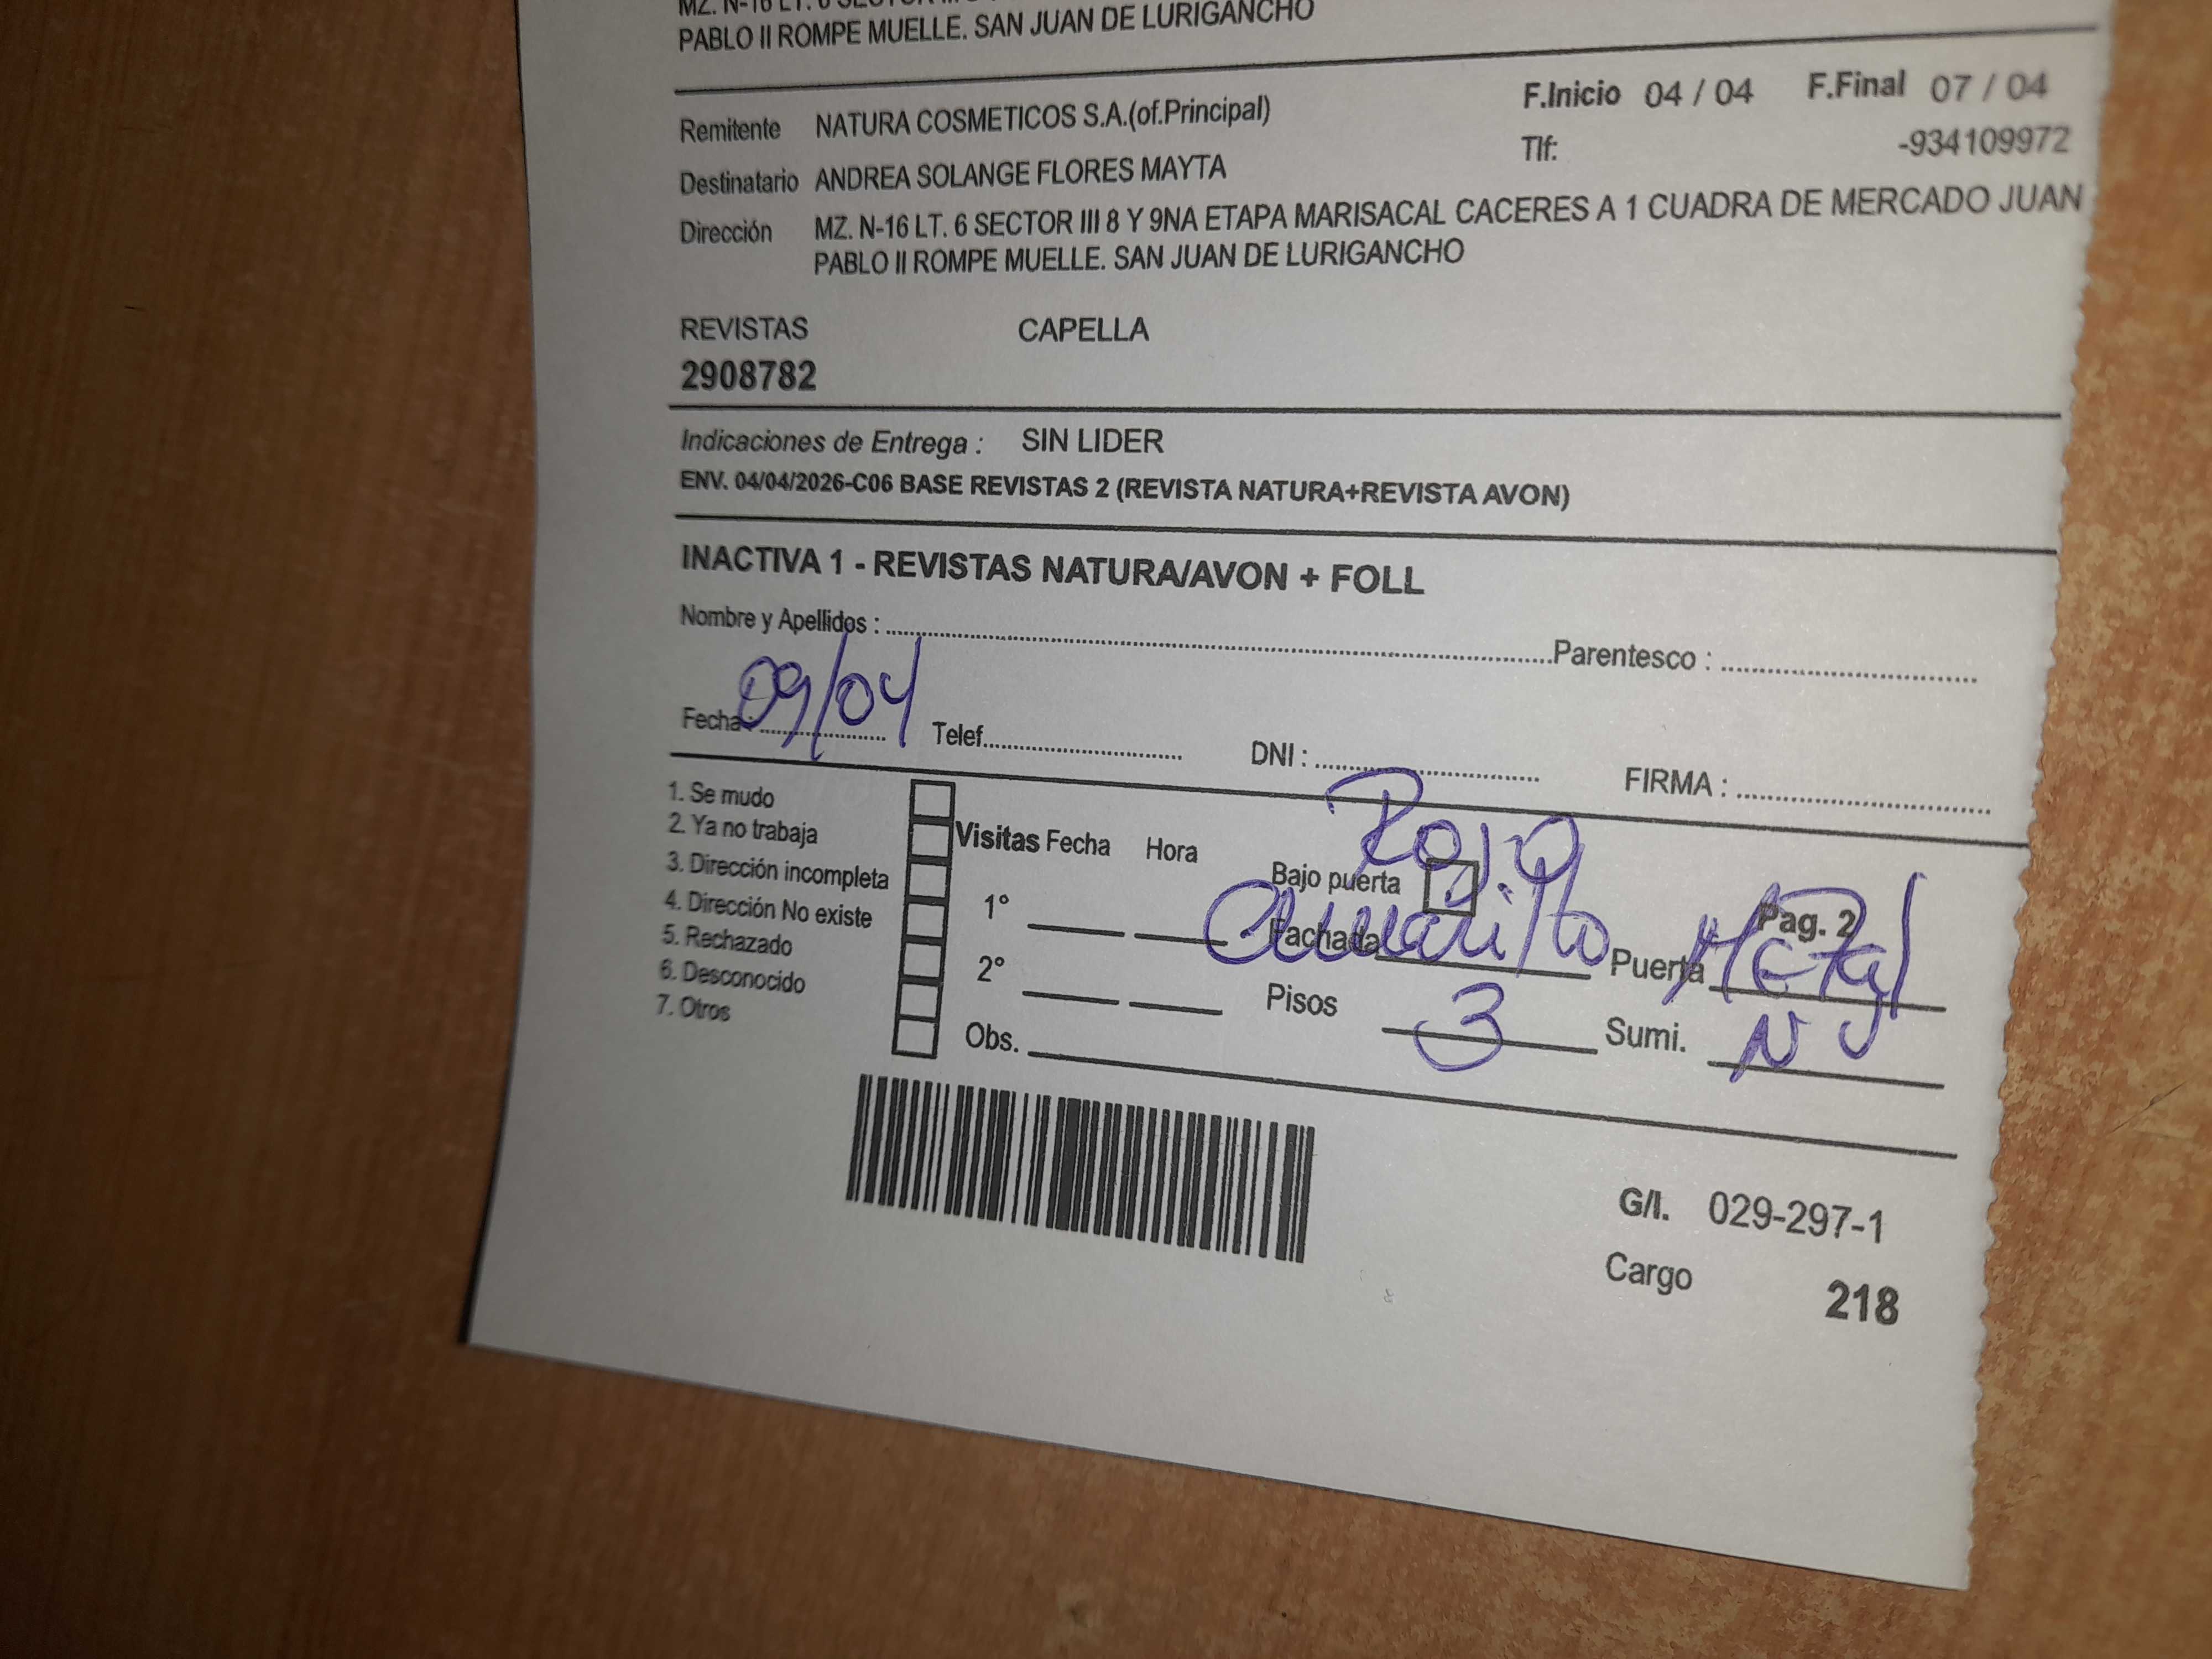 MZ. N-16 LT. 6 SECTOR III
PABLO II ROMPE MUELLE. SAN JUAN DE LURIGANCHO
F.Inicio 04 / 04 F.Final 07 / 04
Remitente NATURA COSMETICOS S.A.(of.Principal)
Tlf: -934109972
Destinatario ANDREA SOLANGE FLORES MAYTA
Dirección MZ. N-16 LT. 6 SECTOR III 8 Y 9NA ETAPA MARISACAL CACERES A 1 CUADRA DE MERCADO JUAN
PABLO II ROMPE MUELLE. SAN JUAN DE LURIGANCHO
REVISTAS CAPELLA
2908782
Indicaciones de Entrega : SIN LIDER
ENV. 04/04/2026-C06 BASE REVISTAS 2 (REVISTA NATURA+REVISTA AVON)
INACTIVA 1 - REVISTAS NATURA/AVON + FOLL
Nombre y Apellidos : Parentesco :
Fecha: 09/04 Telef. DNI : FIRMA :
1. Se mudo
2. Ya no trabaja
3. Dirección incompleta
4. Dirección No existe
5. Rechazado
6. Desconocido
7. Otros
Visitas Fecha Hora
1°
2°
Obs.
Rojo
Bajo puerta
Pag. 2
Fachada Amarillo Puerta Metal
Pisos 3 Sumi. N
G/I. 029-297-1
Cargo 218